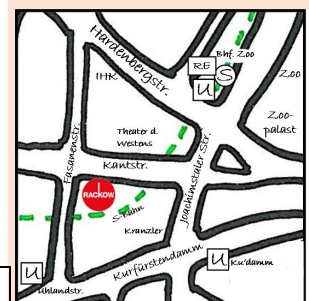 Hardenbergstr.
Bhf. Zoo
RE
S
U
IHK
Zoo
Zoo-
palast
Theater d.
Westens
Fasanenstr.
Kantstr.
Joachimstaler Str.
RACKOW
S-Bahn
Kranzler
Kurfürstendamm
U
Ku'damm
U
Uhlandstr.